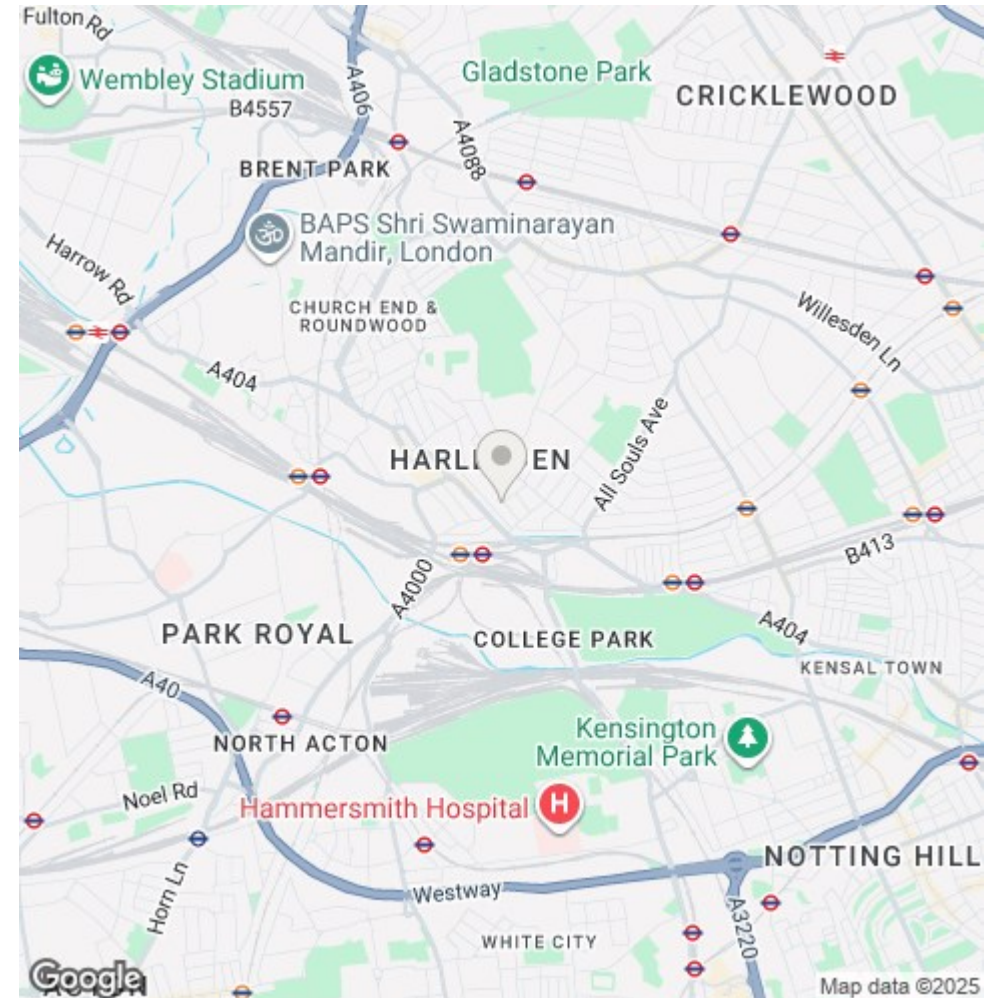 Fulton Rd
Wembley Stadium
B4557
A406
A4088
Gladstone Park
CRICKLEWOOD
BRENT PARK
BAPS Shri Swaminarayan
Mandir, London
Harrow Rd
CHURCH END &
ROUNDWOOD
Willesden Ln
A404
All Souls Ave
HARL EN
B413
A4000
A404
PARK ROYAL
COLLEGE PARK
KENSAL TOWN
A40
NORTH ACTON
Kensington
Memorial Park
Noel Rd
Hammersmith Hospital
H
Horn Ln
Westway
NOTTING HILL
A3220
WHITE CITY
Google
Map data ©2025